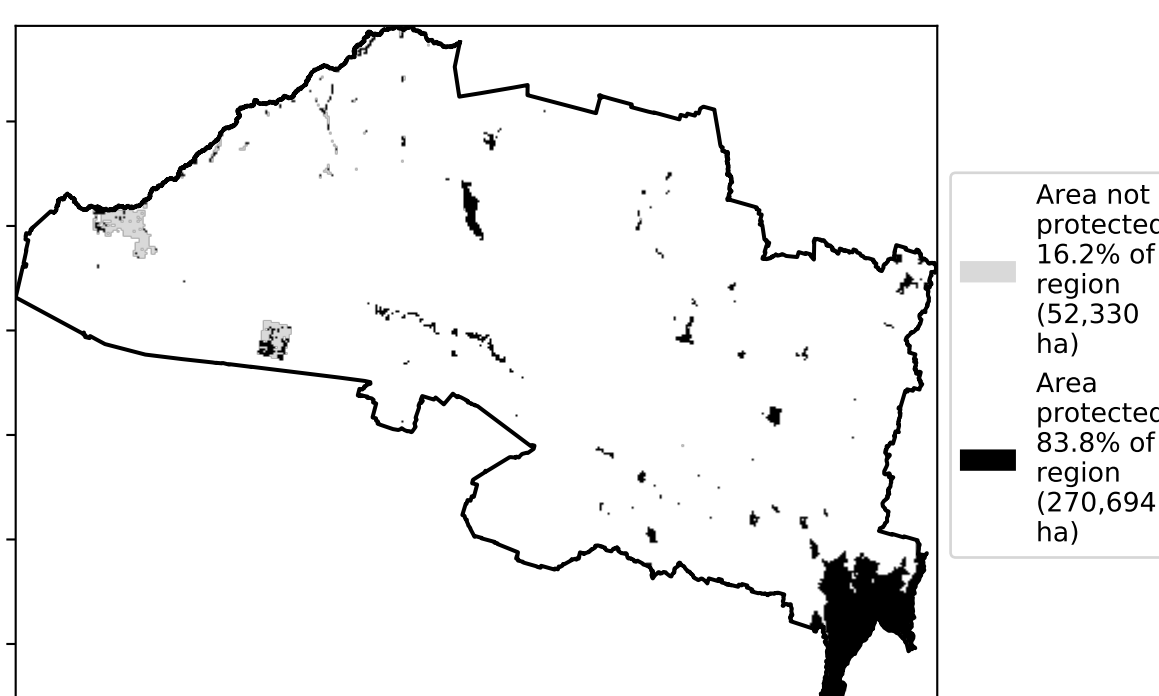 Area not
protected
16.2% of
region
(52,330
ha)
Area
protected
83.8% of
region
(270,694
ha)